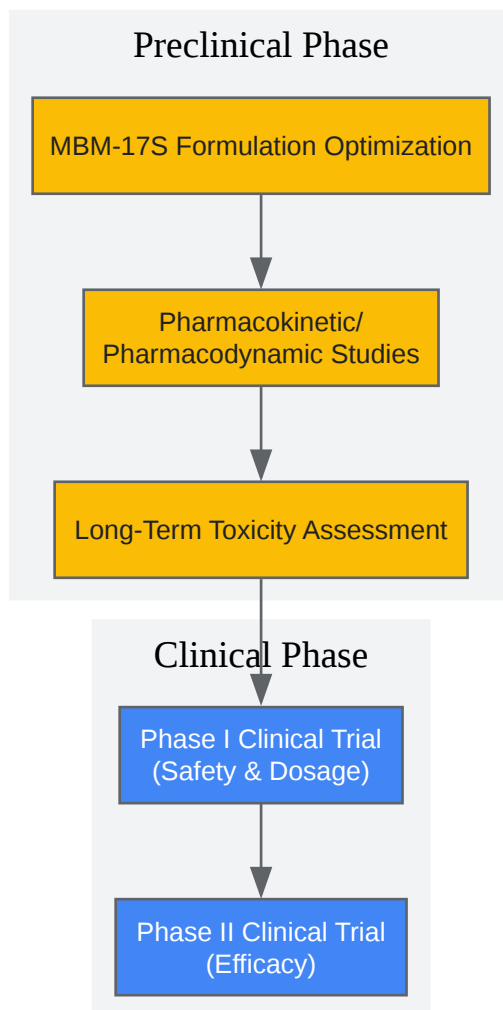 Preclinical Phase
MBM-17S Formulation Optimization
Pharmacokinetic/
Pharmacodynamic Studies
Long-Term Toxicity Assessment
Clinical Phase
Phase I Clinical Trial
(Safety & Dosage)
Phase II Clinical Trial
(Efficacy)